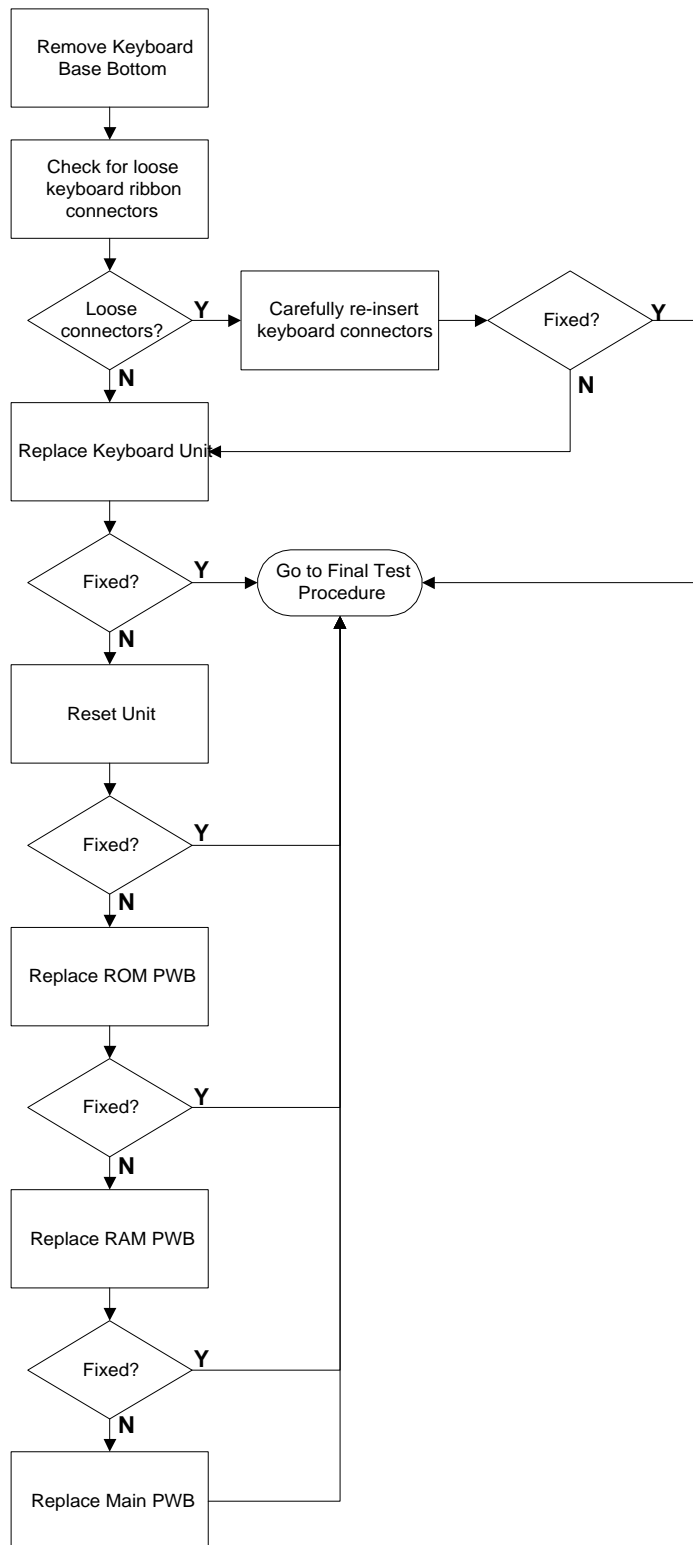 Remove Keyboard
Base Bottom
Check for loose
keyboard ribbon
connectors
Loose
connectors?
Y
Carefully re-insert
keyboard connectors
Fixed?
Y
N
N
Replace Keyboard Unit
Fixed?
Y
Go to Final Test
Procedure
N
Reset Unit
Fixed?
Y
N
Replace ROM PWB
Fixed?
Y
N
Replace RAM PWB
Fixed?
Y
N
Replace Main PWB